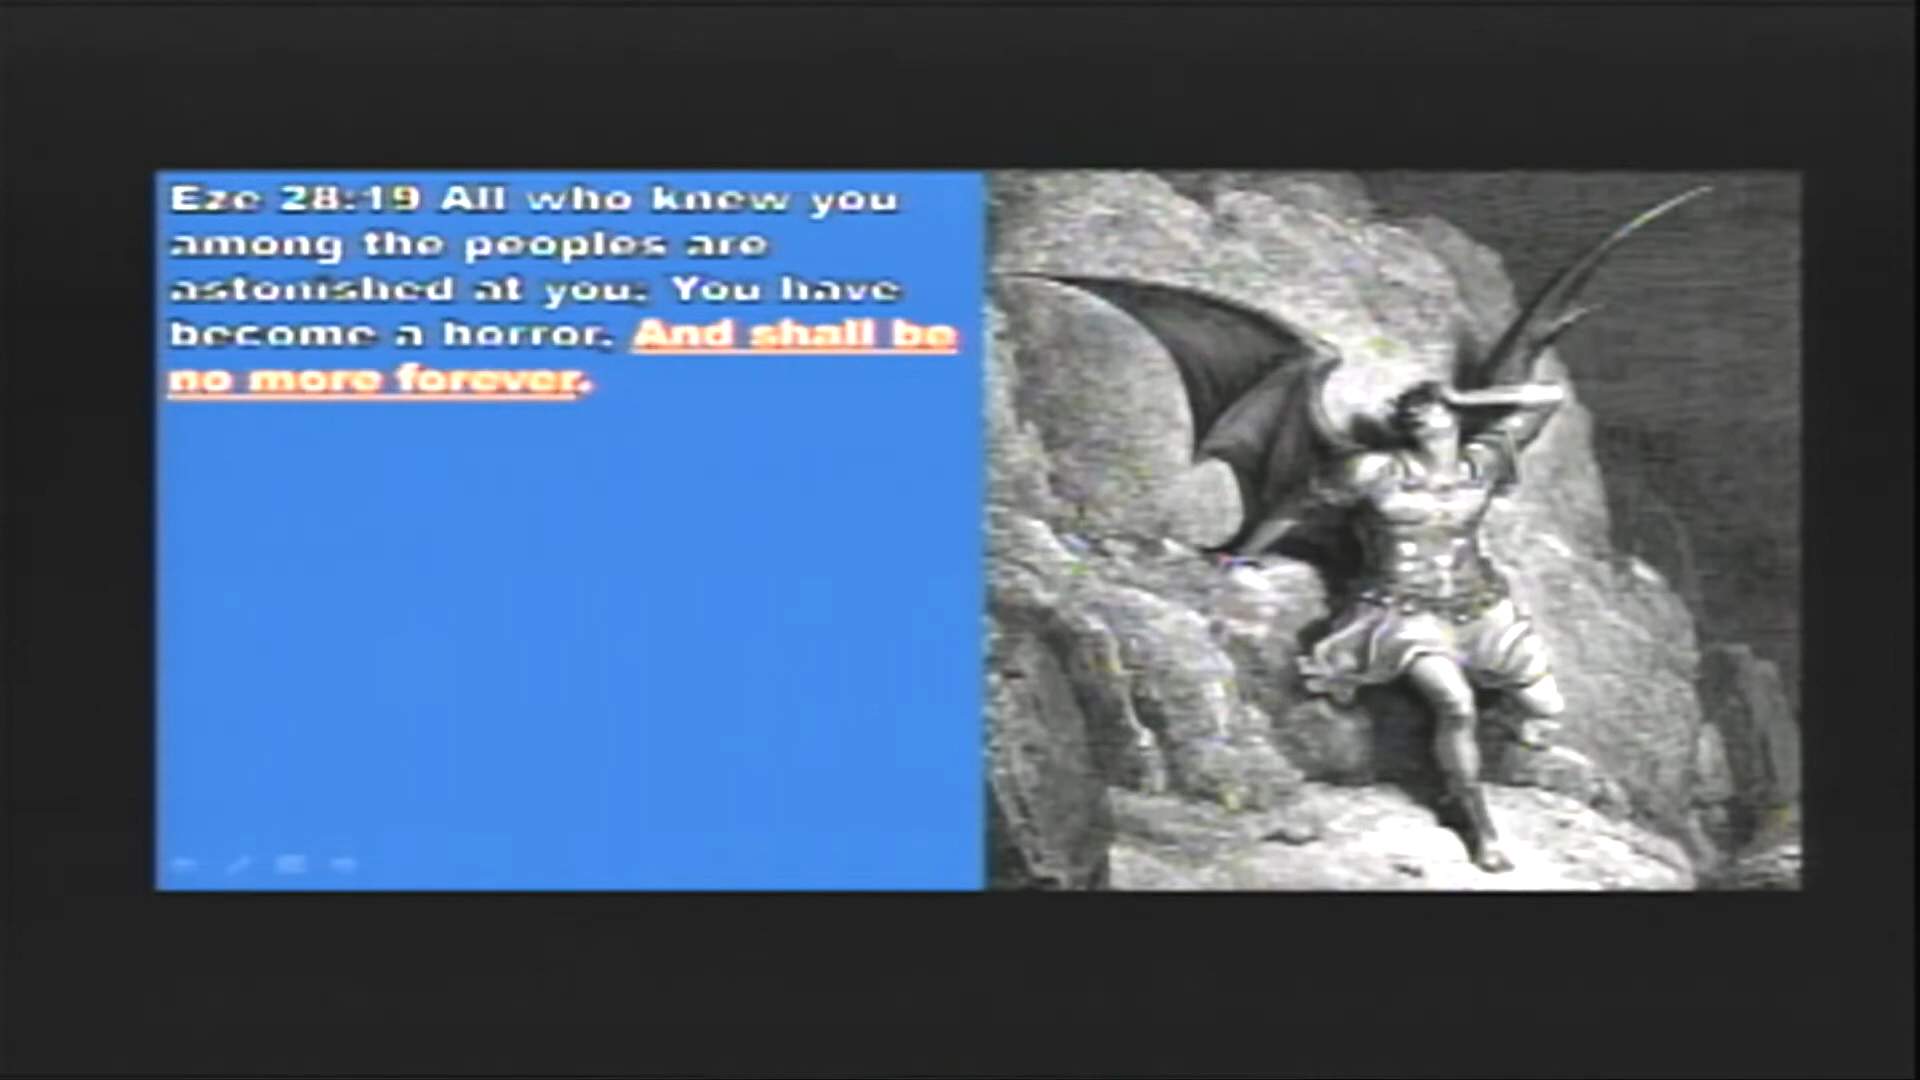 Eze 28:19 All who knew you
among the peoples are
astonished at you; You have
become a horror, And shall be
no more forever.